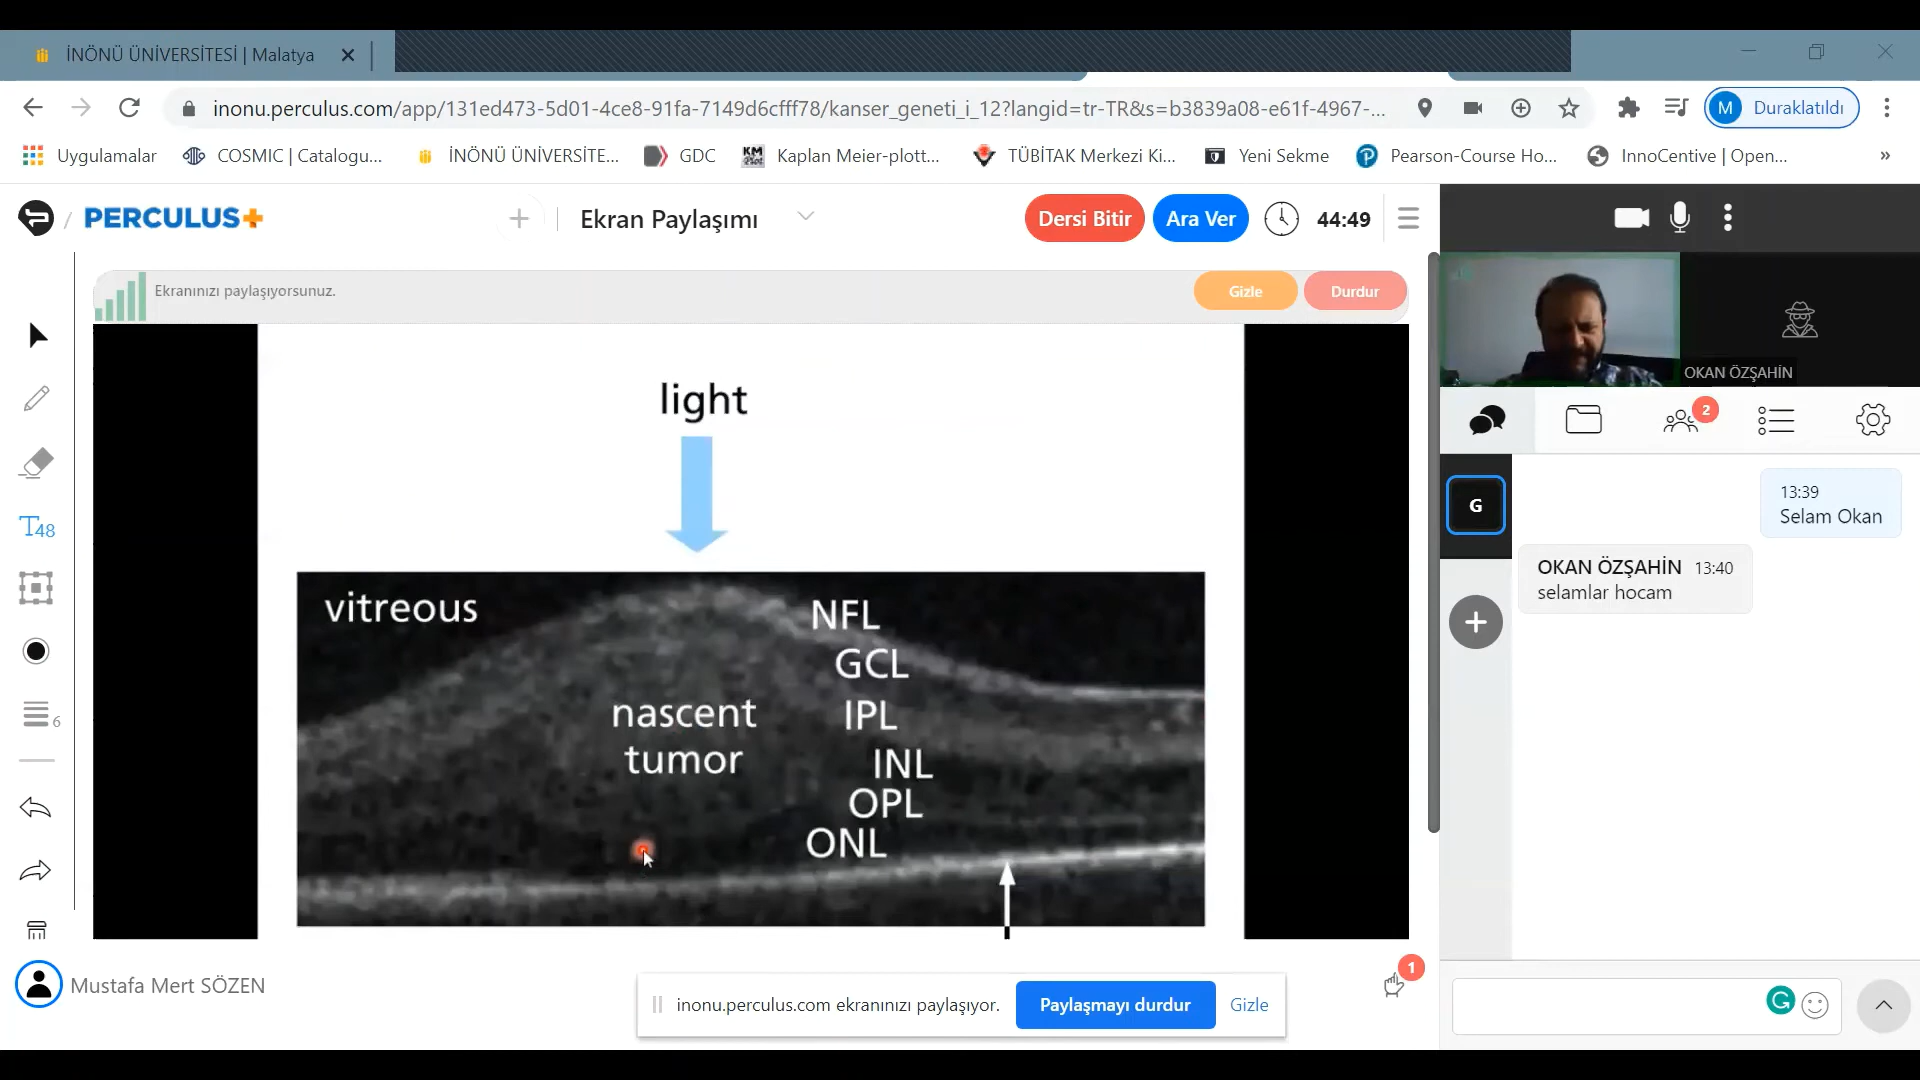 İNÖNÜ ÜNİVERSİTESİ | Malatya
inonu.perculus.com/app/131ed473-5d01-4ce8-91fa-7149d6cfff78/kanser_geneti_i_12?langid=tr-TR&s=b3839a08-e61f-4967-...
M Duraklatıldı
Uygulamalar COSMIC | Catalogu... İNÖNÜ ÜNİVERSİTE... GDC KM Plot Kaplan Meier-plott... TÜBİTAK Merkezi Ki... Yeni Sekme Pearson-Course Ho... InnoCentive | Open... »
/ PERCULUS+ Ekran Paylaşımı Dersi Bitir Ara Ver 44:49
Ekranınızı paylaşıyorsunuz. Gizle Durdur
OKAN ÖZŞAHİN
2
light
G
13:39
Selam Okan
OKAN ÖZŞAHİN 13:40
selamlar hocam
T48
6
vitreous
NFL
GCL
nascent
tumor
IPL
INL
OPL
ONL
Mustafa Mert SÖZEN
inonu.perculus.com ekranınızı paylaşıyor. Paylaşmayı durdur Gizle
1
G